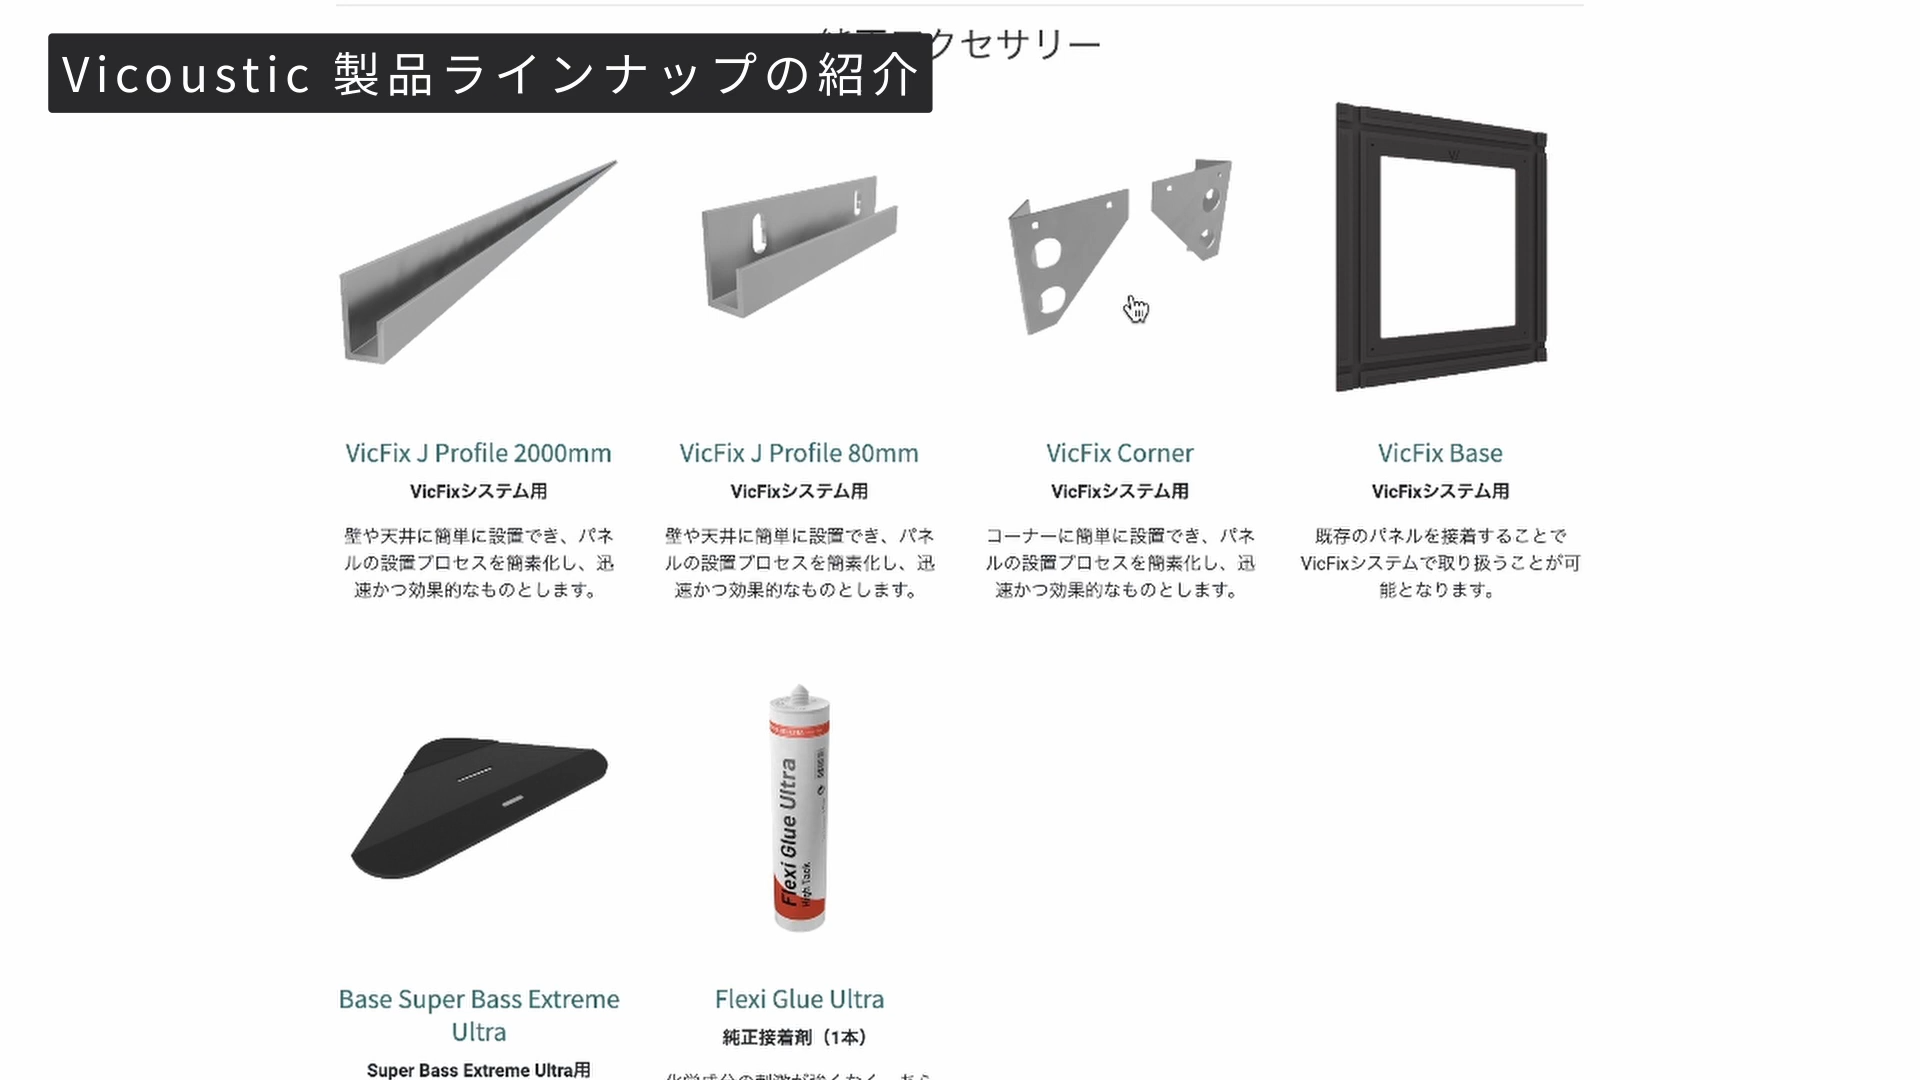 クセサリー
Vicoustic 製品ラインナップの紹介
VicFix J Profile 2000mm
VicFixシステム用
壁や天井に簡単に設置でき、パネ
ルの設置プロセスを簡素化し、迅
速かつ効果的なものとします。
VicFix J Profile 80mm
VicFixシステム用
壁や天井に簡単に設置でき、パネ
ルの設置プロセスを簡素化し、迅
速かつ効果的なものとします。
VicFix Corner
VicFixシステム用
コーナーに簡単に設置でき、パネ
ルの設置プロセスを簡素化し、迅
速かつ効果的なものとします。
VicFix Base
VicFixシステム用
既存のパネルを接着することで
VicFixシステムで取り扱うことが可
能となります。
Flexi Glue Ultra
High Tack
Base Super Bass Extreme
Ultra
Super Bass Extreme Ultra用
Flexi Glue Ultra
純正接着剤（1本）